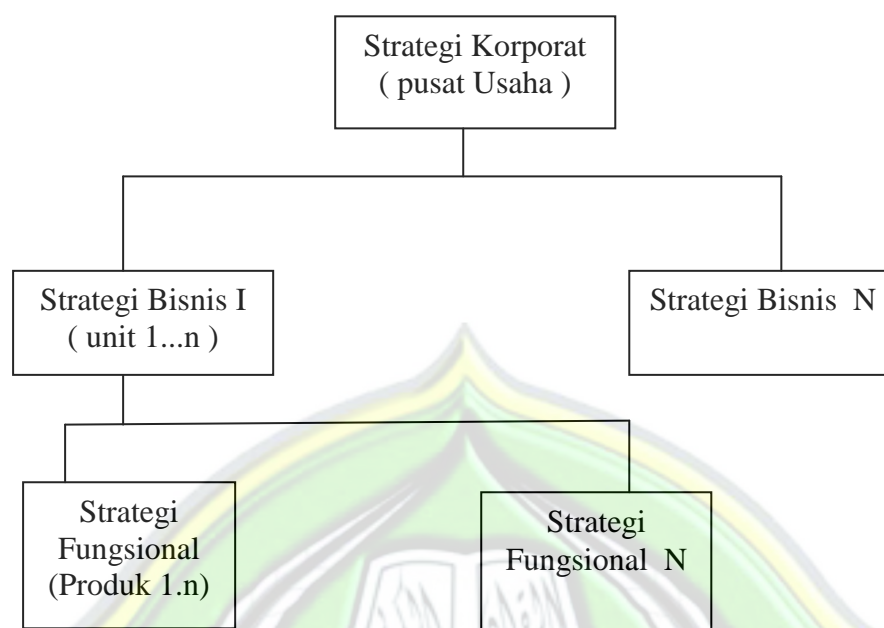 Strategi Korporat
( pusat Usaha )
Strategi Bisnis I
( unit 1...n )
Strategi Bisnis  N
Strategi
Fungsional
(Produk 1.n)
Strategi
Fungsional  N